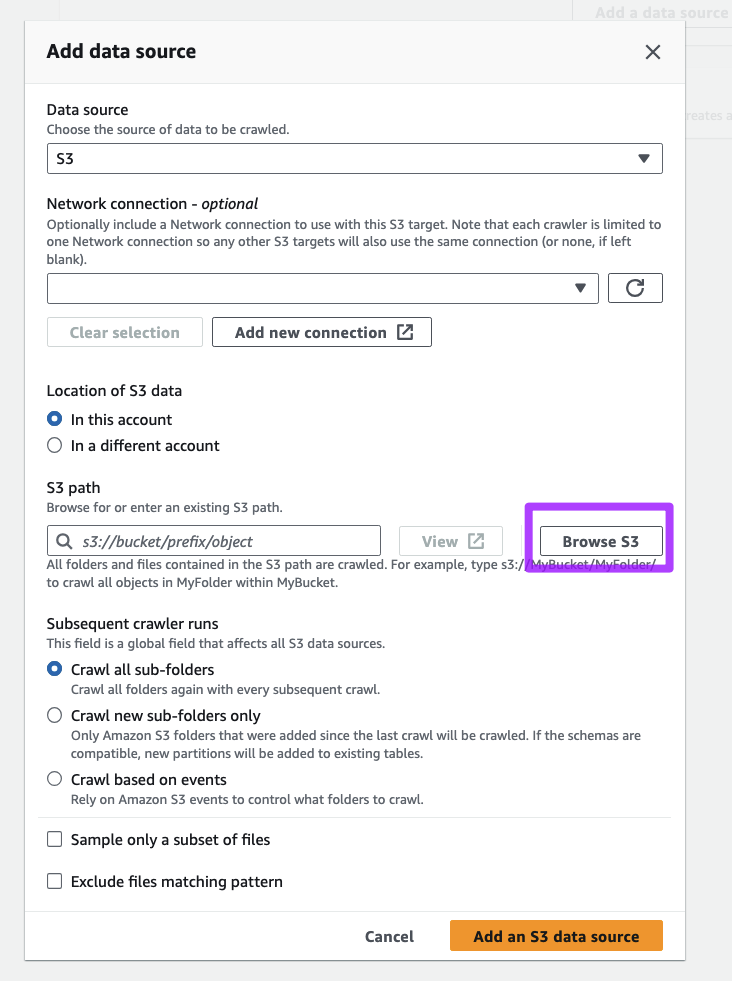 Add a data source
Add data source
reates a
Data source
Choose the source of data to be crawled.
S3
Network connection - optional
Optionally include a Network connection to use with this S3 target. Note that each crawler is limited to
one Network connection so any other S3 targets will also use the same connection (or none, if left
blank).
Clear selection
Add new connection
Location of S3 data
In this account
In a different account
S3 path
Browse for or enter an existing S3 path.
s3://bucket/prefix/object
View
Browse S3
All folders and files contained in the S3 path are crawled. For example, type s3://MyBucket/MyFolder/
to crawl all objects in MyFolder within MyBucket.
Subsequent crawler runs
This field is a global field that affects all S3 data sources.
Crawl all sub-folders
Crawl all folders again with every subsequent crawl.
Crawl new sub-folders only
Only Amazon S3 folders that were added since the last crawl will be crawled. If the schemas are
compatible, new partitions will be added to existing tables.
Crawl based on events
Rely on Amazon S3 events to control what folders to crawl.
Sample only a subset of files
Exclude files matching pattern
Cancel
Add an S3 data source